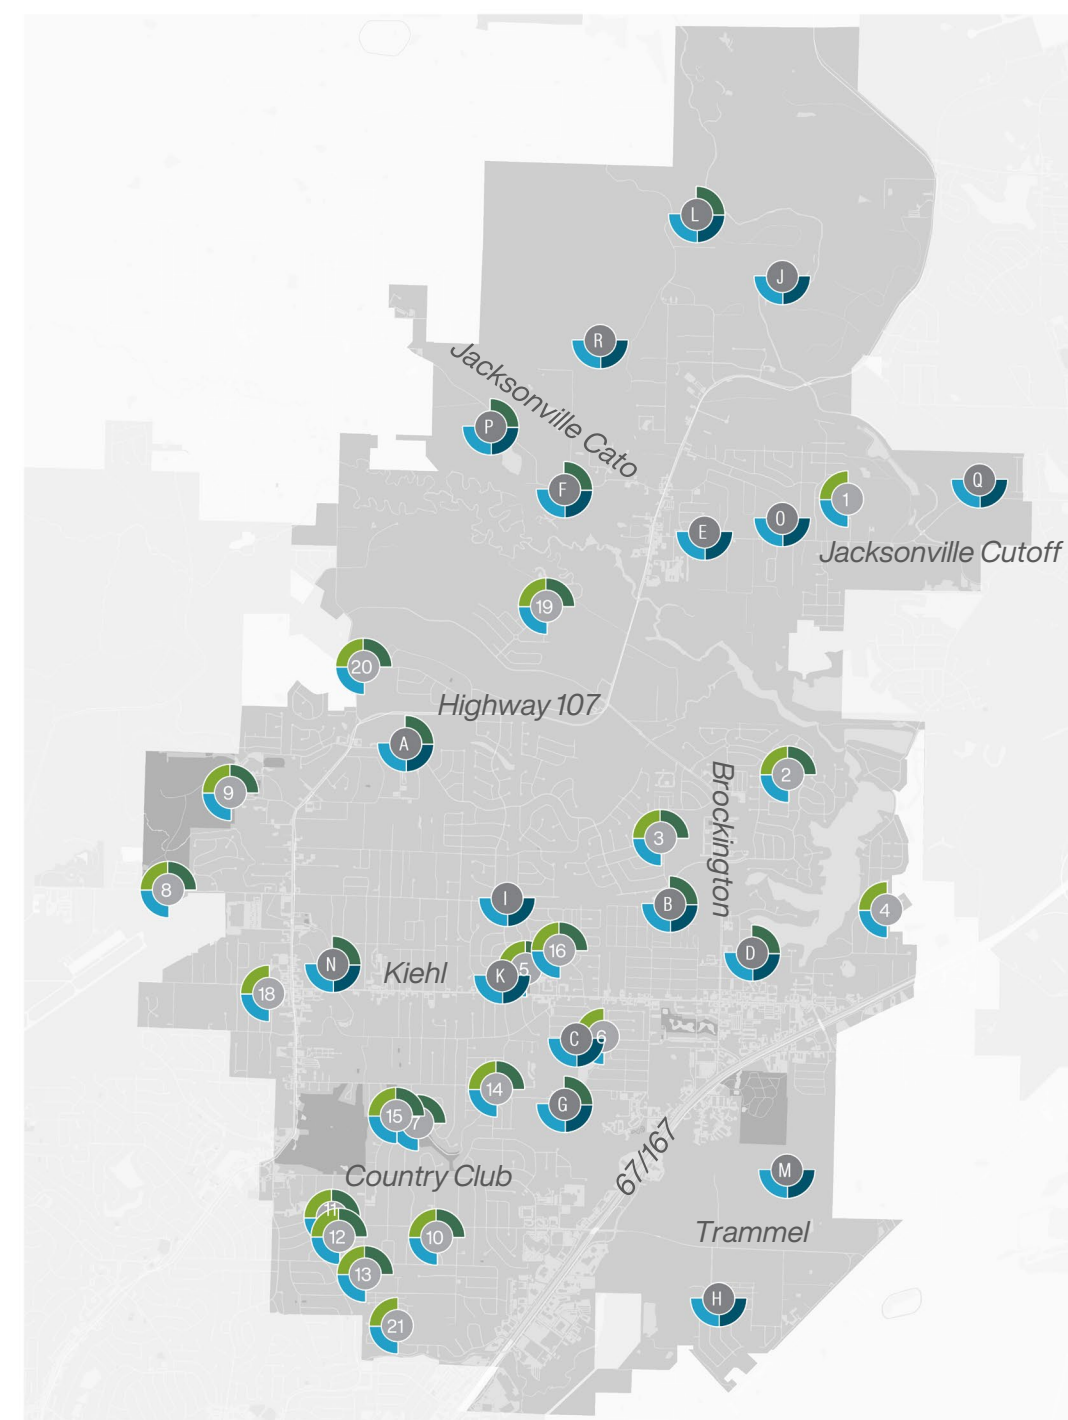 L
J
R
Jacksonville Cato
P
F
Q
1
O
E
Jacksonville Cutoff
19
20
Highway 107
A
2
9
Brockington
3
8
I
B
4
16
D
N
Kiehl
5
K
18
C
6
14
G
15
7
67/167
M
Country Club
11
12
10
Trammel
13
H
21